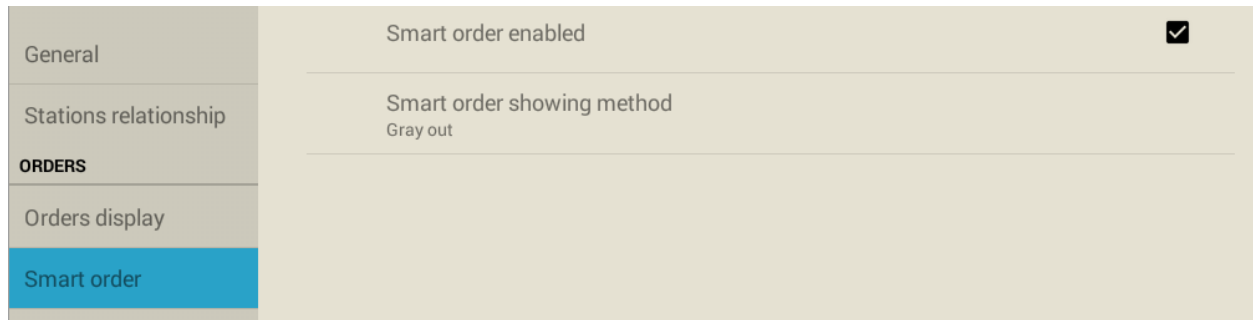 General
Stations relationship
ORDERS
Orders display
Smart order
Smart order enabled
Smart order showing method
Gray out